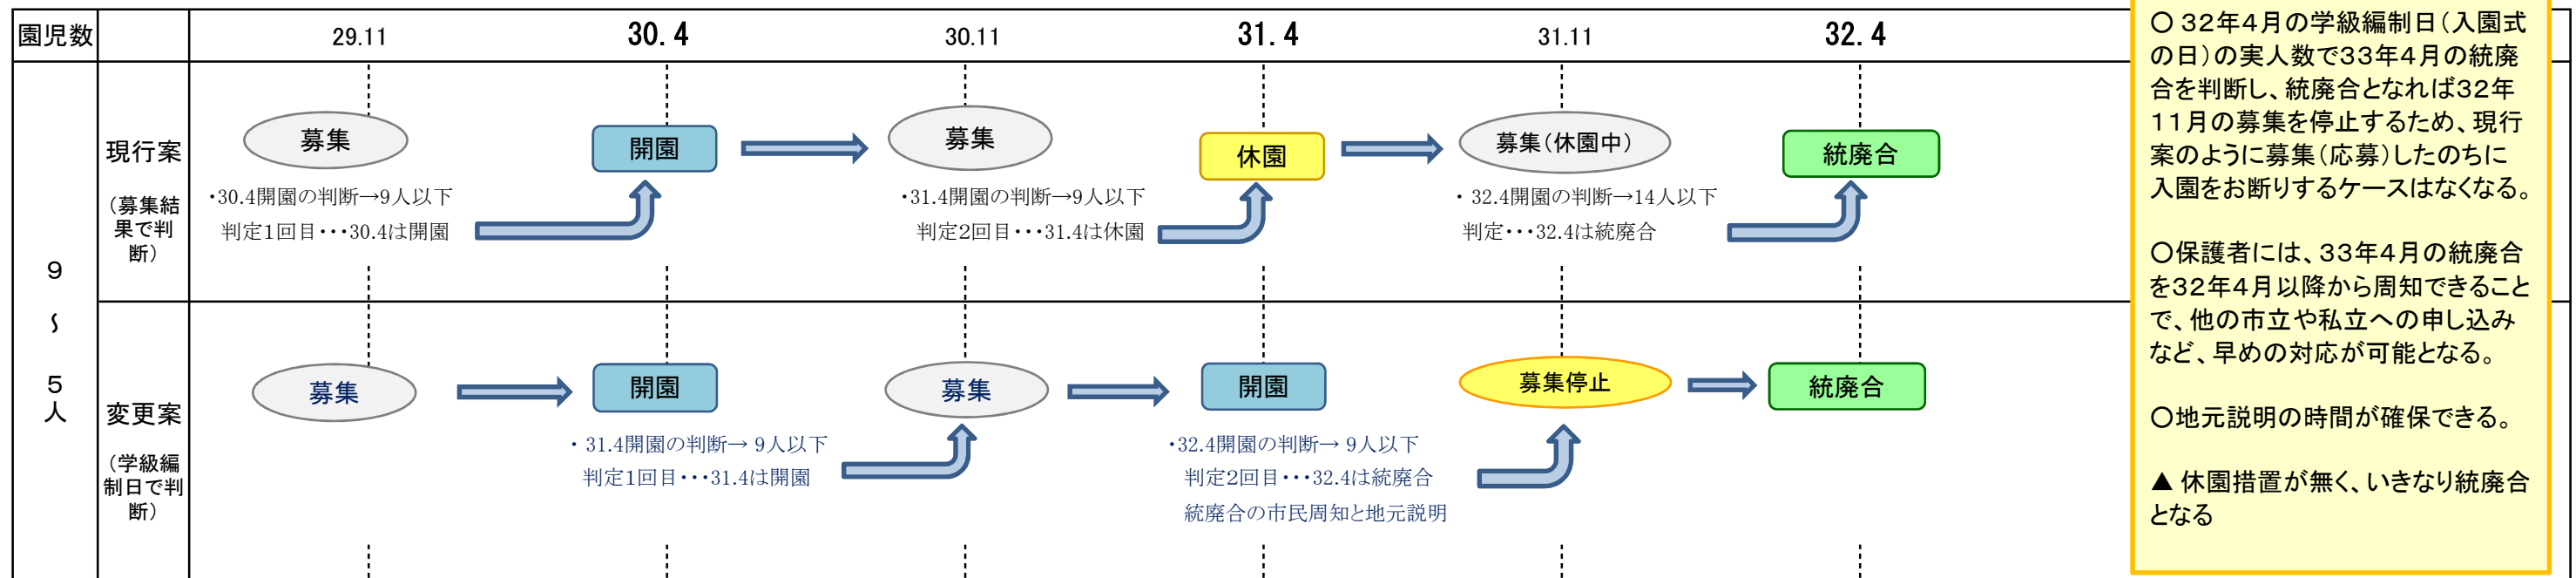 園児数
29.11
30.4
30.11
31.4
31.11
32.4
9
～
5
人
現行案
（募集結
果で判
断）
募集
・30.4開園の判断→9人以下
判定1回目・・・30.4は開園
開園
募集
・31.4開園の判断→9人以下
判定2回目・・・31.4は休園
休園
募集（休園中）
・ 32.4開園の判断→14人以下
判定・・・32.4は統廃合
統廃合
変更案
（学級編
制日で判
断）
募集
開園
・ 31.4開園の判断→ 9人以下
判定1回目・・・31.4は開園
募集
開園
・32.4開園の判断→ 9人以下
判定2回目・・・32.4は統廃合
統廃合の市民周知と地元説明
募集停止
統廃合
〇 32年4月の学級編制日（入園式
の日）の実人数で33年4月の統廃
合を判断し、統廃合となれば32年
11月の募集を停止するため、現行
案のように募集（応募）したのちに
入園をお断りするケースはなくなる。
〇保護者には、33年4月の統廃合
を32年4月以降から周知できること
で、他の市立や私立への申し込み
など、早めの対応が可能となる。
〇地元説明の時間が確保できる。
▲ 休園措置が無く、いきなり統廃合
となる